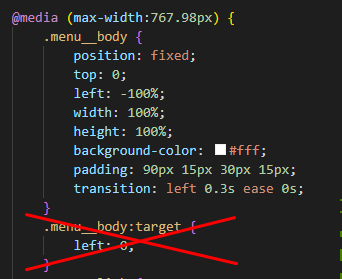 @media (max-width:767.98px) {
.menu__body {
position: fixed;
top: 0;
left: -100%;
width: 100%;
height: 100%;
background-color: #fff;
padding: 90px 15px 30px 15px;
transition: left 0.3s ease 0s;
}
.menu__body:target {
left: 0;
}